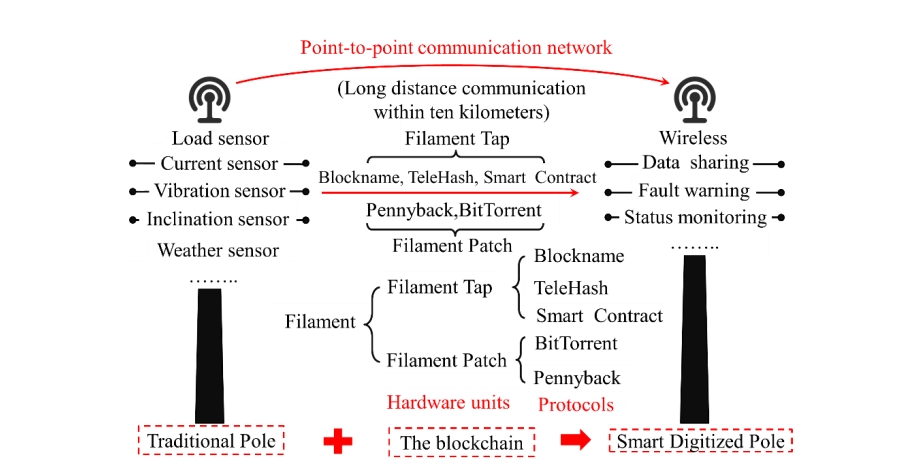 Point-to-point communication network
(Long distance communication
within ten kilometers)
Load sensor
Current sensor
Vibration sensor
Inclination sensor
Weather sensor
........
Filament Tap
Blockname, TeleHash, Smart Contract
Pennyback,BitTorrent
Filament Patch
Wireless
Data sharing
Fault warning
Status monitoring
........
Filament
Filament Tap
Blockname
TeleHash
Smart Contract
Filament Patch
BitTorrent
Pennyback
Hardware units
Protocols
Traditional Pole
The blockchain
Smart Digitized Pole